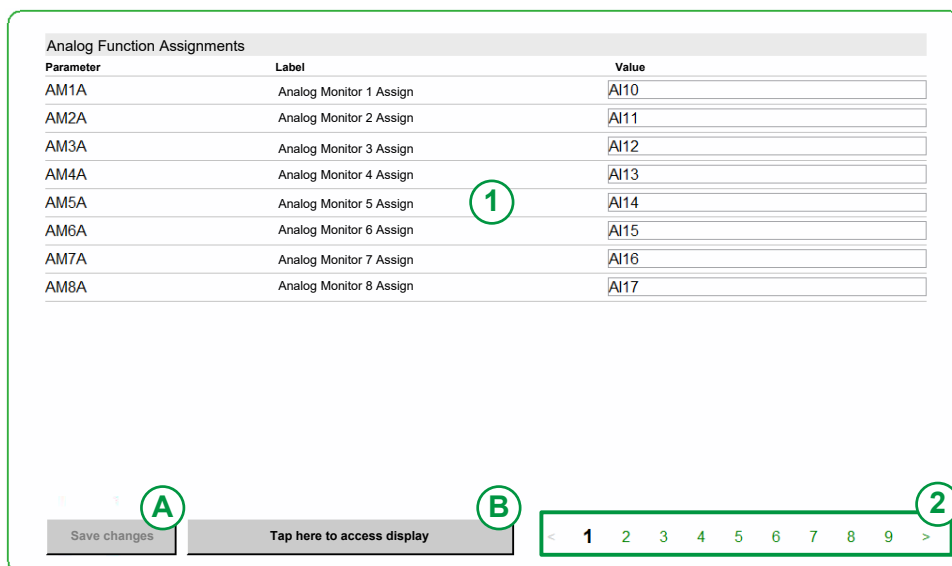 Analog Function Assignments
Parameter Label Value
AM1A Analog Monitor 1 Assign AI10
AM2A Analog Monitor 2 Assign AI11
AM3A Analog Monitor 3 Assign AI12
AM4A Analog Monitor 4 Assign AI13
AM5A Analog Monitor 5 Assign AI14
1
AM6A Analog Monitor 6 Assign AI15
AM7A Analog Monitor 7 Assign AI16
AM8A Analog Monitor 8 Assign AI17
A B 2
Save changes Tap here to access display < 1 2 3 4 5 6 7 8 9 >